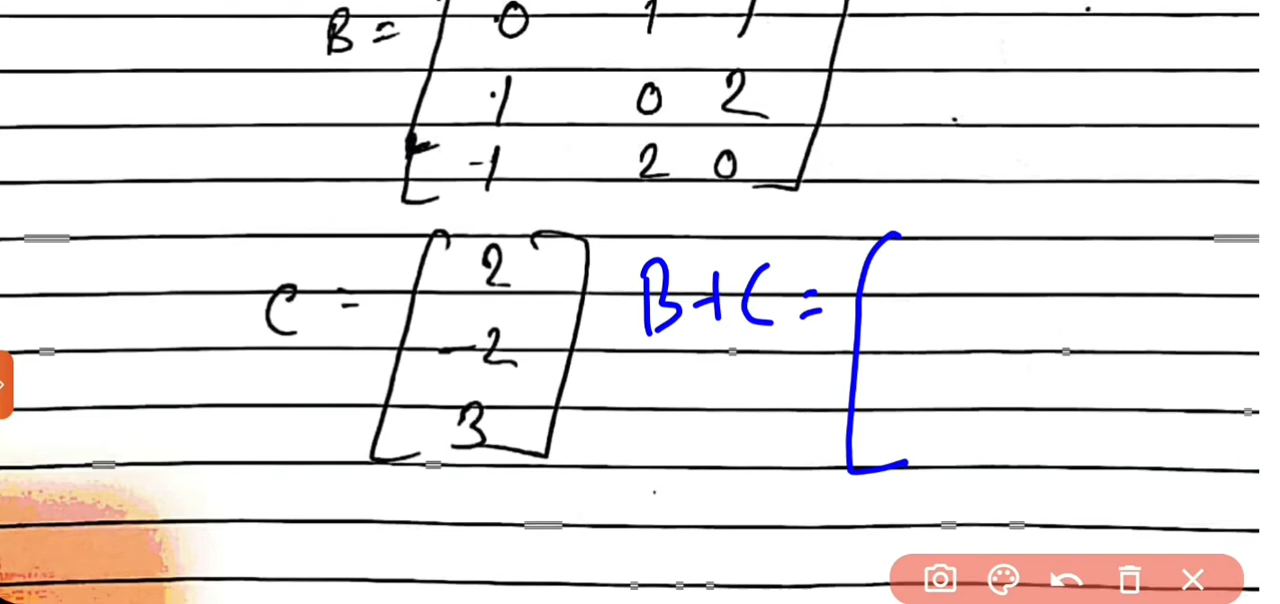 B = [ 0 1 1
1 0 2
-1 2 0 ]
C = [ 2
-2
3 ]
B+C = [